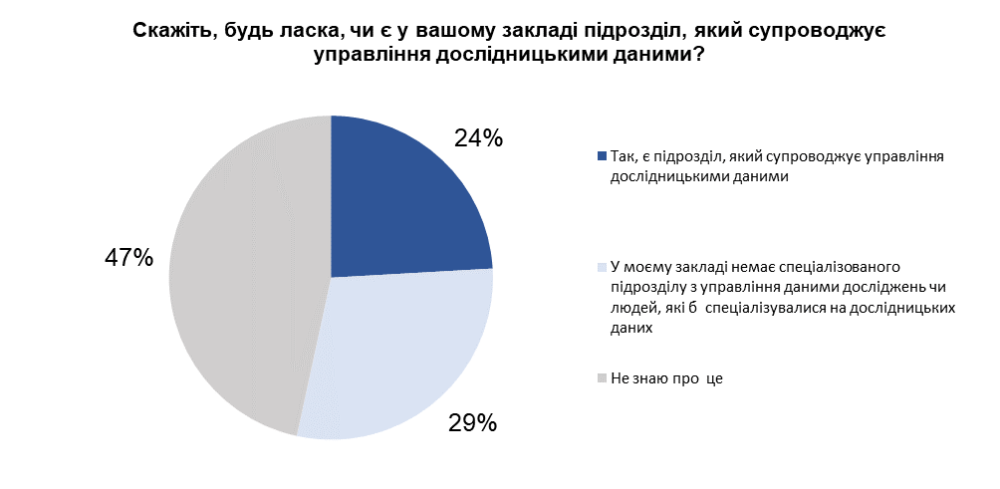 Скажіть, будь ласка, чи є у вашому закладі підрозділ, який супроводжує
управління дослідницькими даними?
24%
Так, є підрозділ, який супроводжує управління
дослідницькими даними
47%
У моєму закладі немає спеціалізованого
підрозділу з управління даними досліджень чи
людей, які б спеціалізувалися на дослідницьких
даних
Не знаю про це
29%